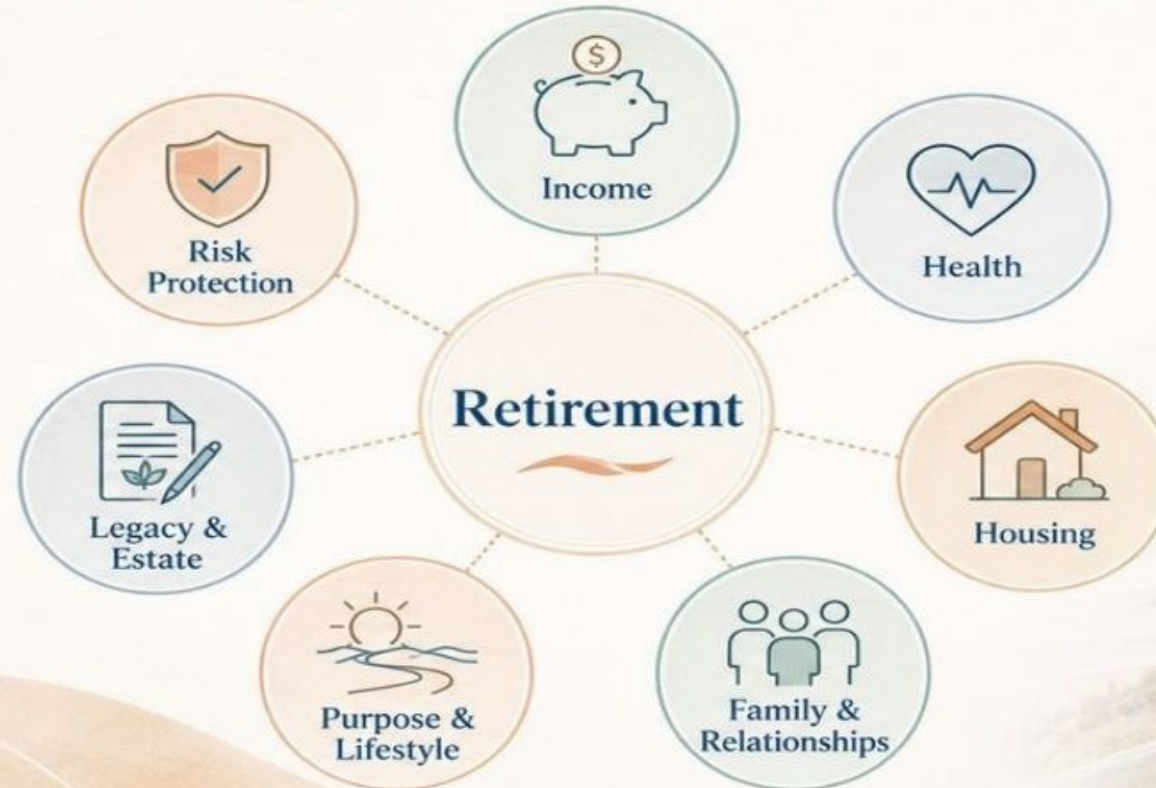 $
Income
Risk
Protection
Health
Retirement
Legacy &
Estate
Housing
Purpose &
Lifestyle
Family &
Relationships